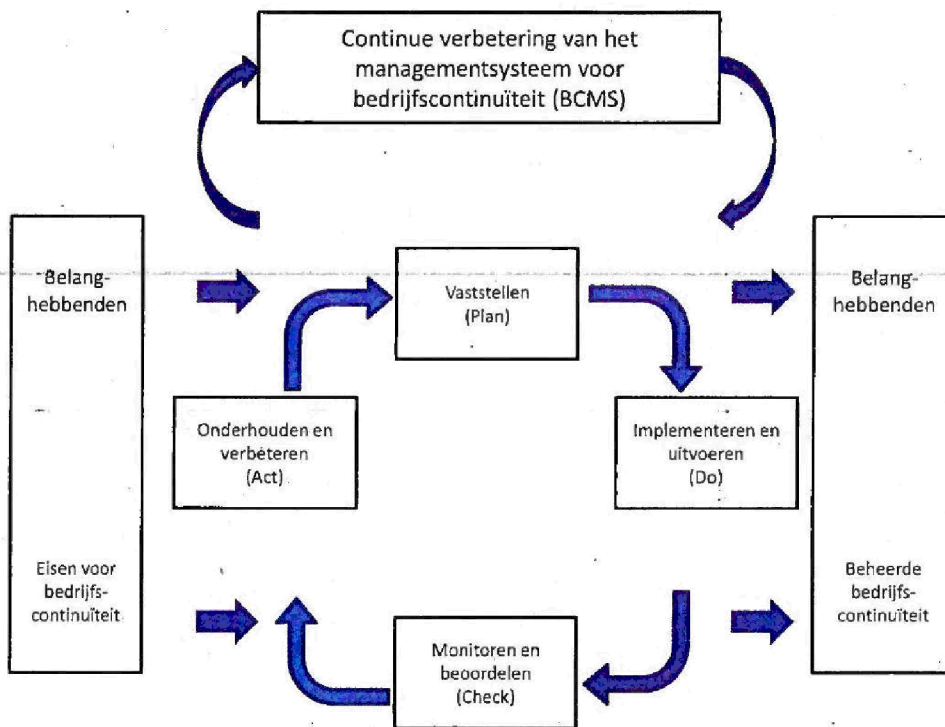 Continue verbetering van het
managementsysteem voor
bedrijfscontinuïteit (BCMS)
Belang-
hebbenden
Eisen voor
bedrijfs-
continuïteit
Vaststellen
(Plan)
Onderhouden en
verbeteren
(Act)
Implementeren en
uitvoeren
(Do)
Monitoren en
beoordelen
(Check)
Belang-
hebbenden
Beheerde
bedrijfs-
continuïteit